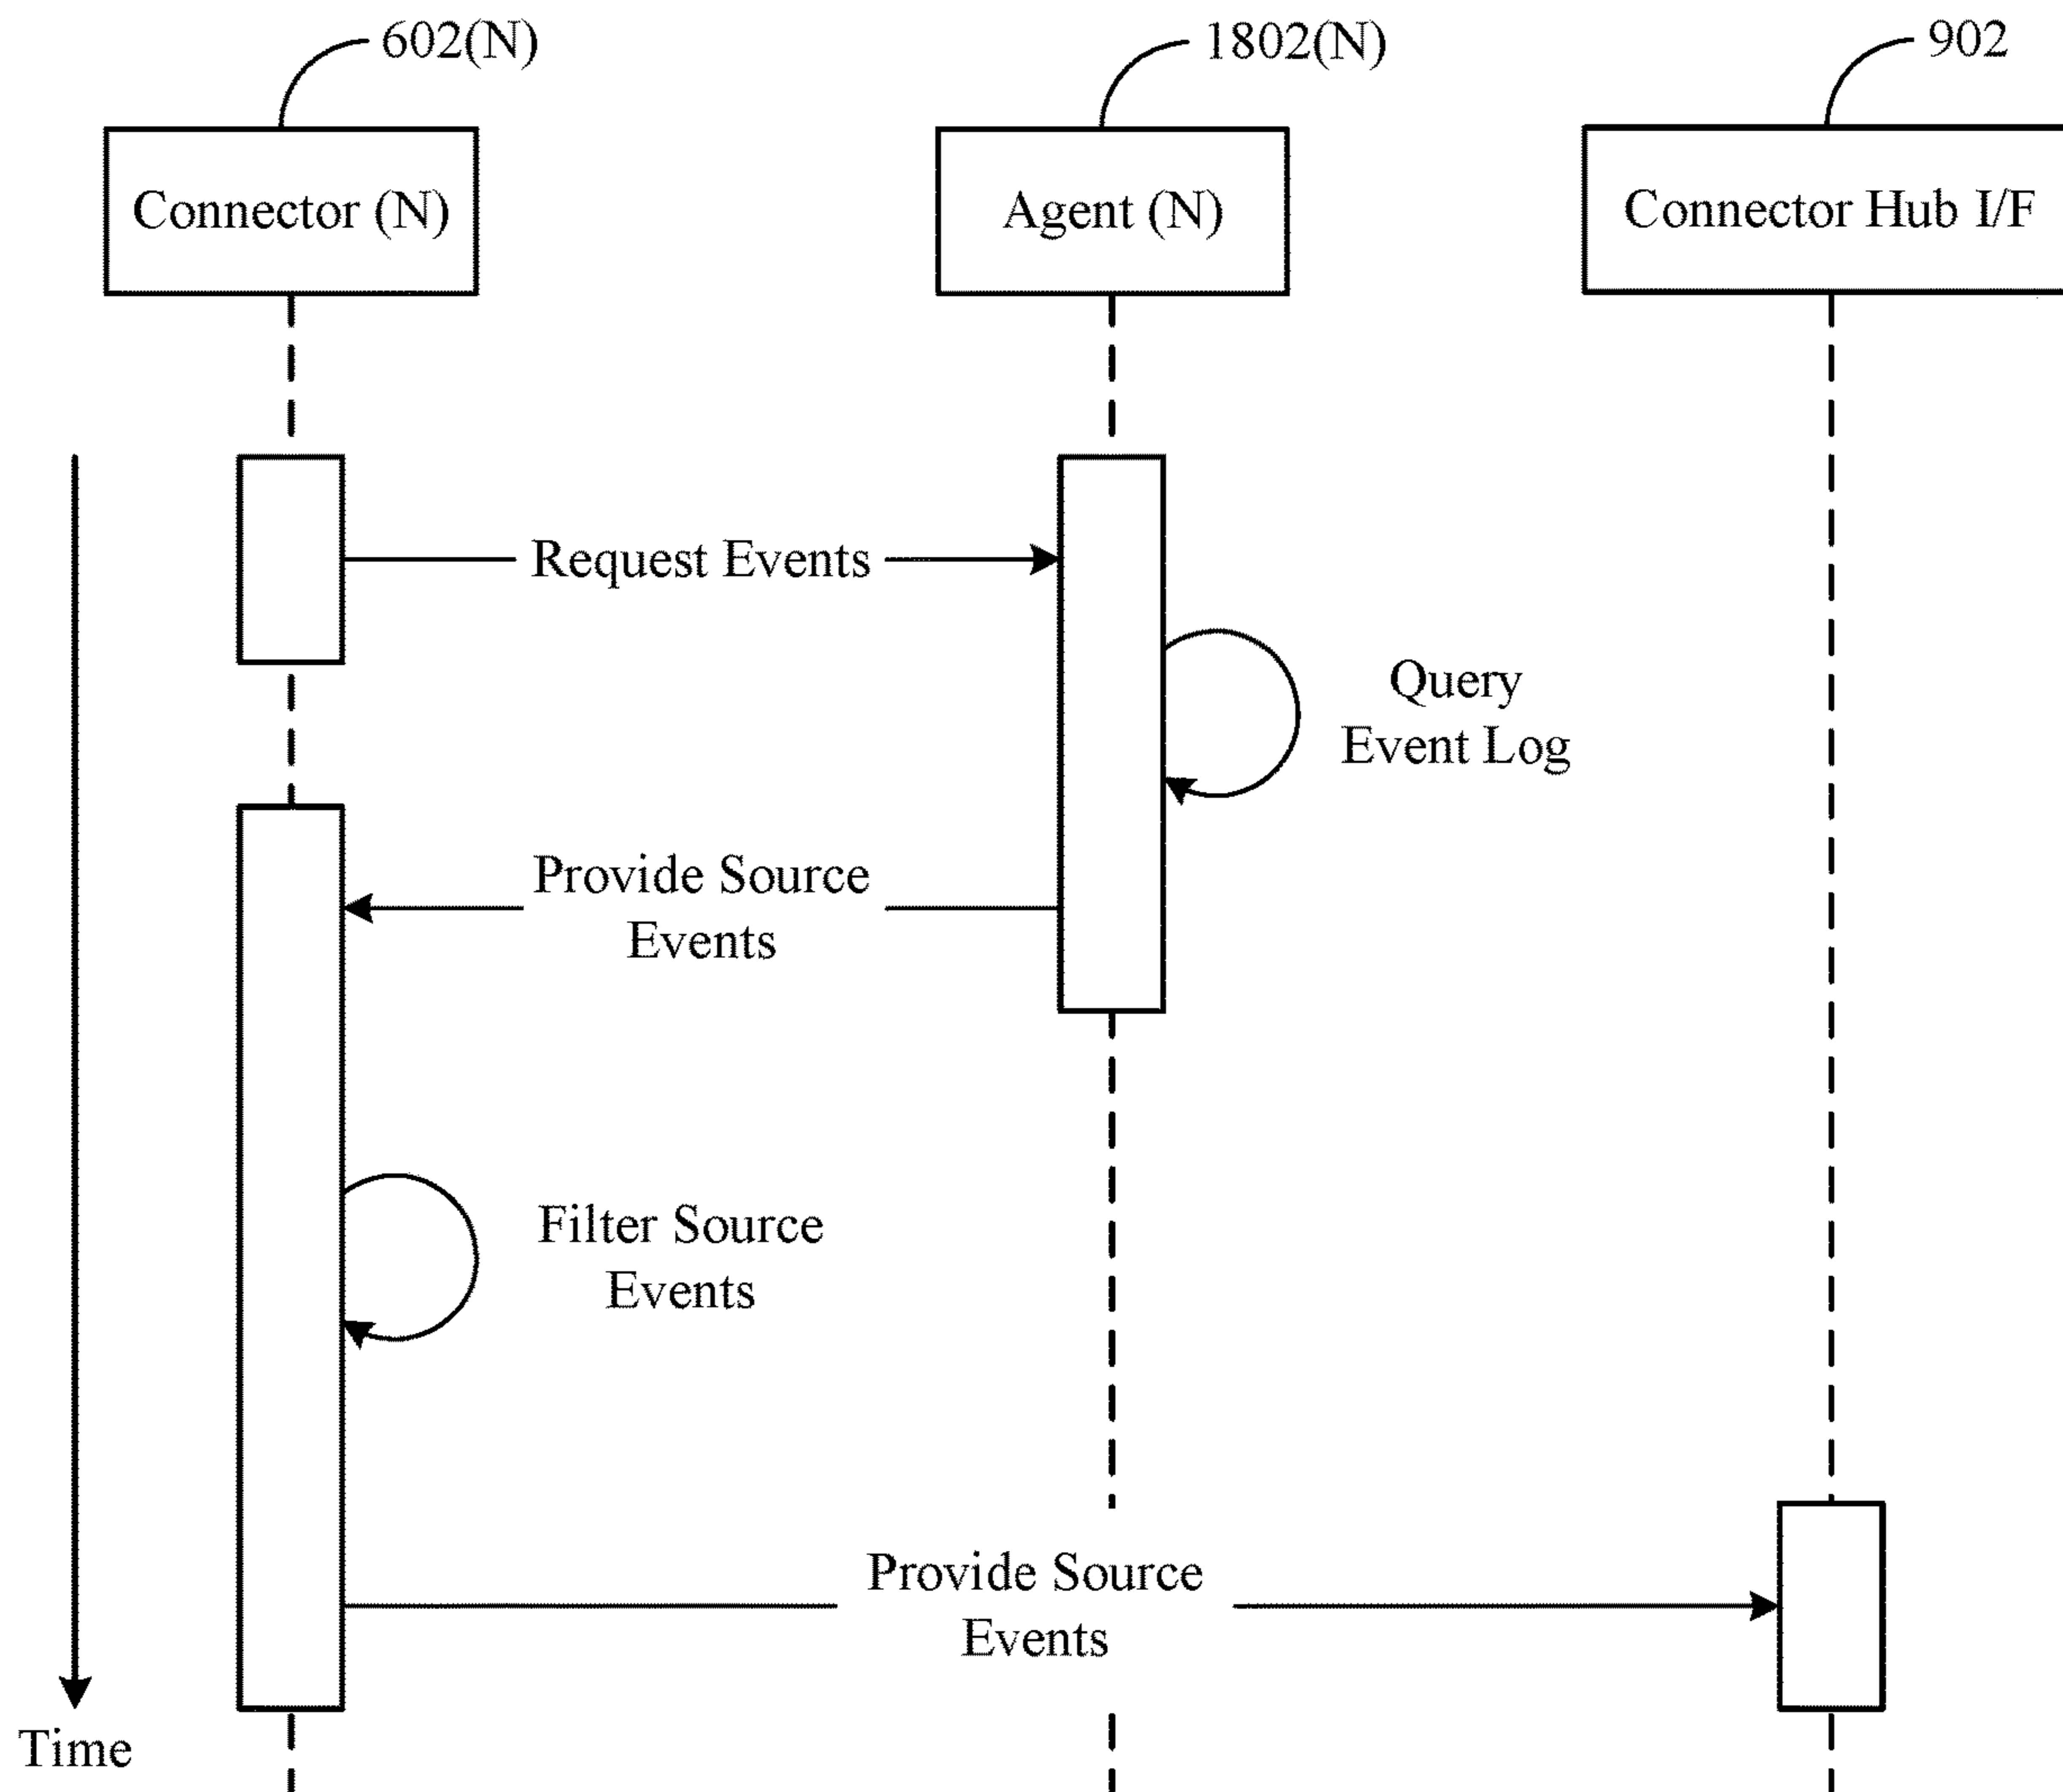 602(N)
1802(N)
902
Connector (N)
Agent (N)
Connector Hub I/F
Request Events
Query
Event Log
Provide Source
Events
Filter Source
Events
Provide Source
Events
Time